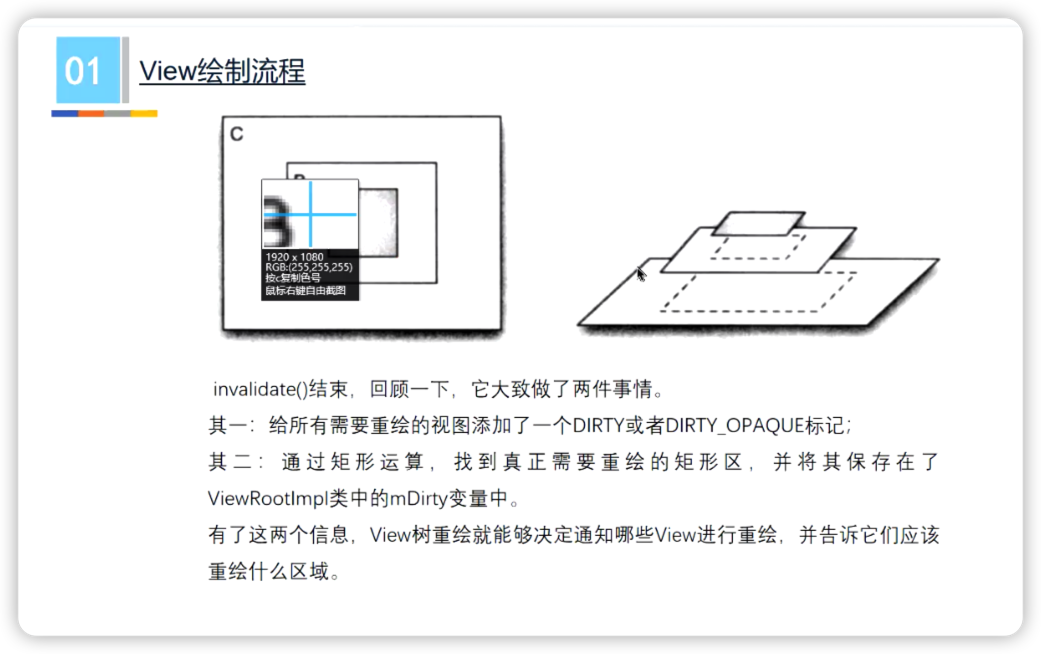 01
View绘制流程
C
B
1920 x 1080
RGB:(255,255,255)
按c复制色号
鼠标右键自由截图
invalidate()结束，回顾一下，它大致做了两件事情。
其一：给所有需要重绘的视图添加了一个DIRTY或者DIRTY_OPAQUE标记；
其二：通过矩形运算，找到真正需要重绘的矩形区，并将其保存在了
ViewRootImpl类中的mDirty变量中。
有了这两个信息，View树重绘就能够决定通知哪些View进行重绘，并告诉它们应该
重绘什么区域。